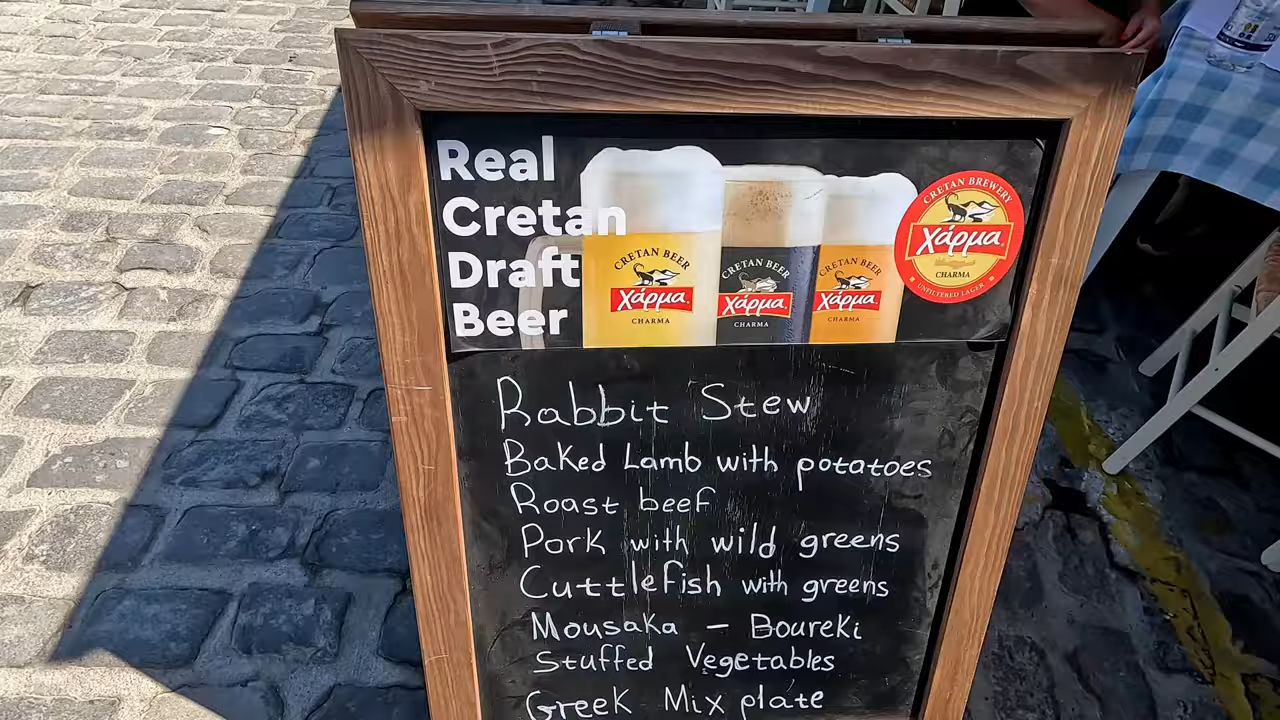 Real
Cretan
Draft
Beer
CRETAN BEER
Χάρμα
CHARMA
CRETAN BEER
Χάρμα
CHARMA
CRETAN BEER
Χάρμα
CHARMA
CRETAN BREWERY
Χάρμα
CHARMA
UNFILTERED LAGER
Rabbit Stew
Baked Lamb with potatoes
Roast beef
Pork with wild greens
Cuttlefish with greens
Mousaka – Boureki
Stuffed Vegetables
Greek Mix plate